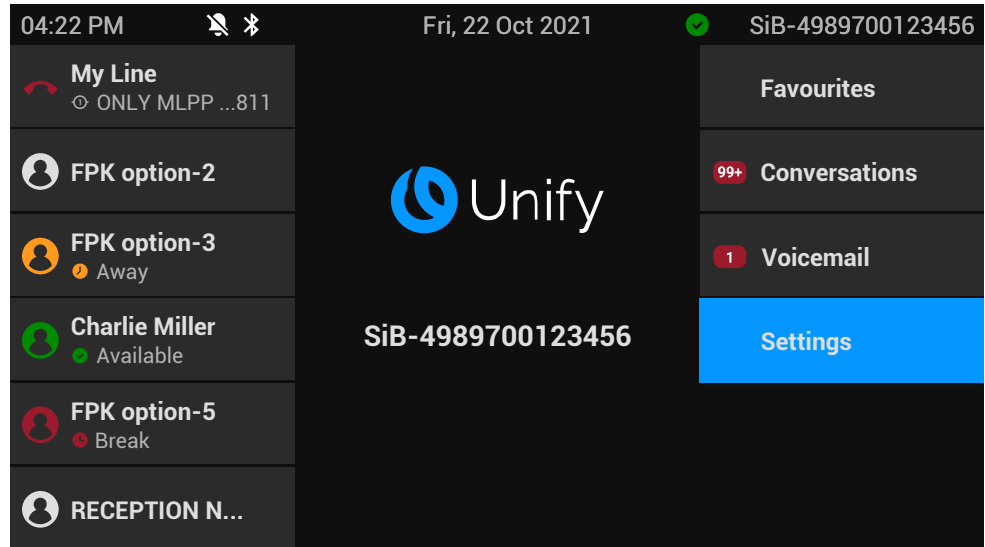 04:22 PM
Fri, 22 Oct 2021
SiB-4989700123456
My Line
ONLY MLPP ...811
FPK option-2
FPK option-3
Away
Charlie Miller
Available
FPK option-5
Break
RECEPTION N...
Unify
SiB-4989700123456
Favourites
99+ Conversations
1 Voicemail
Settings